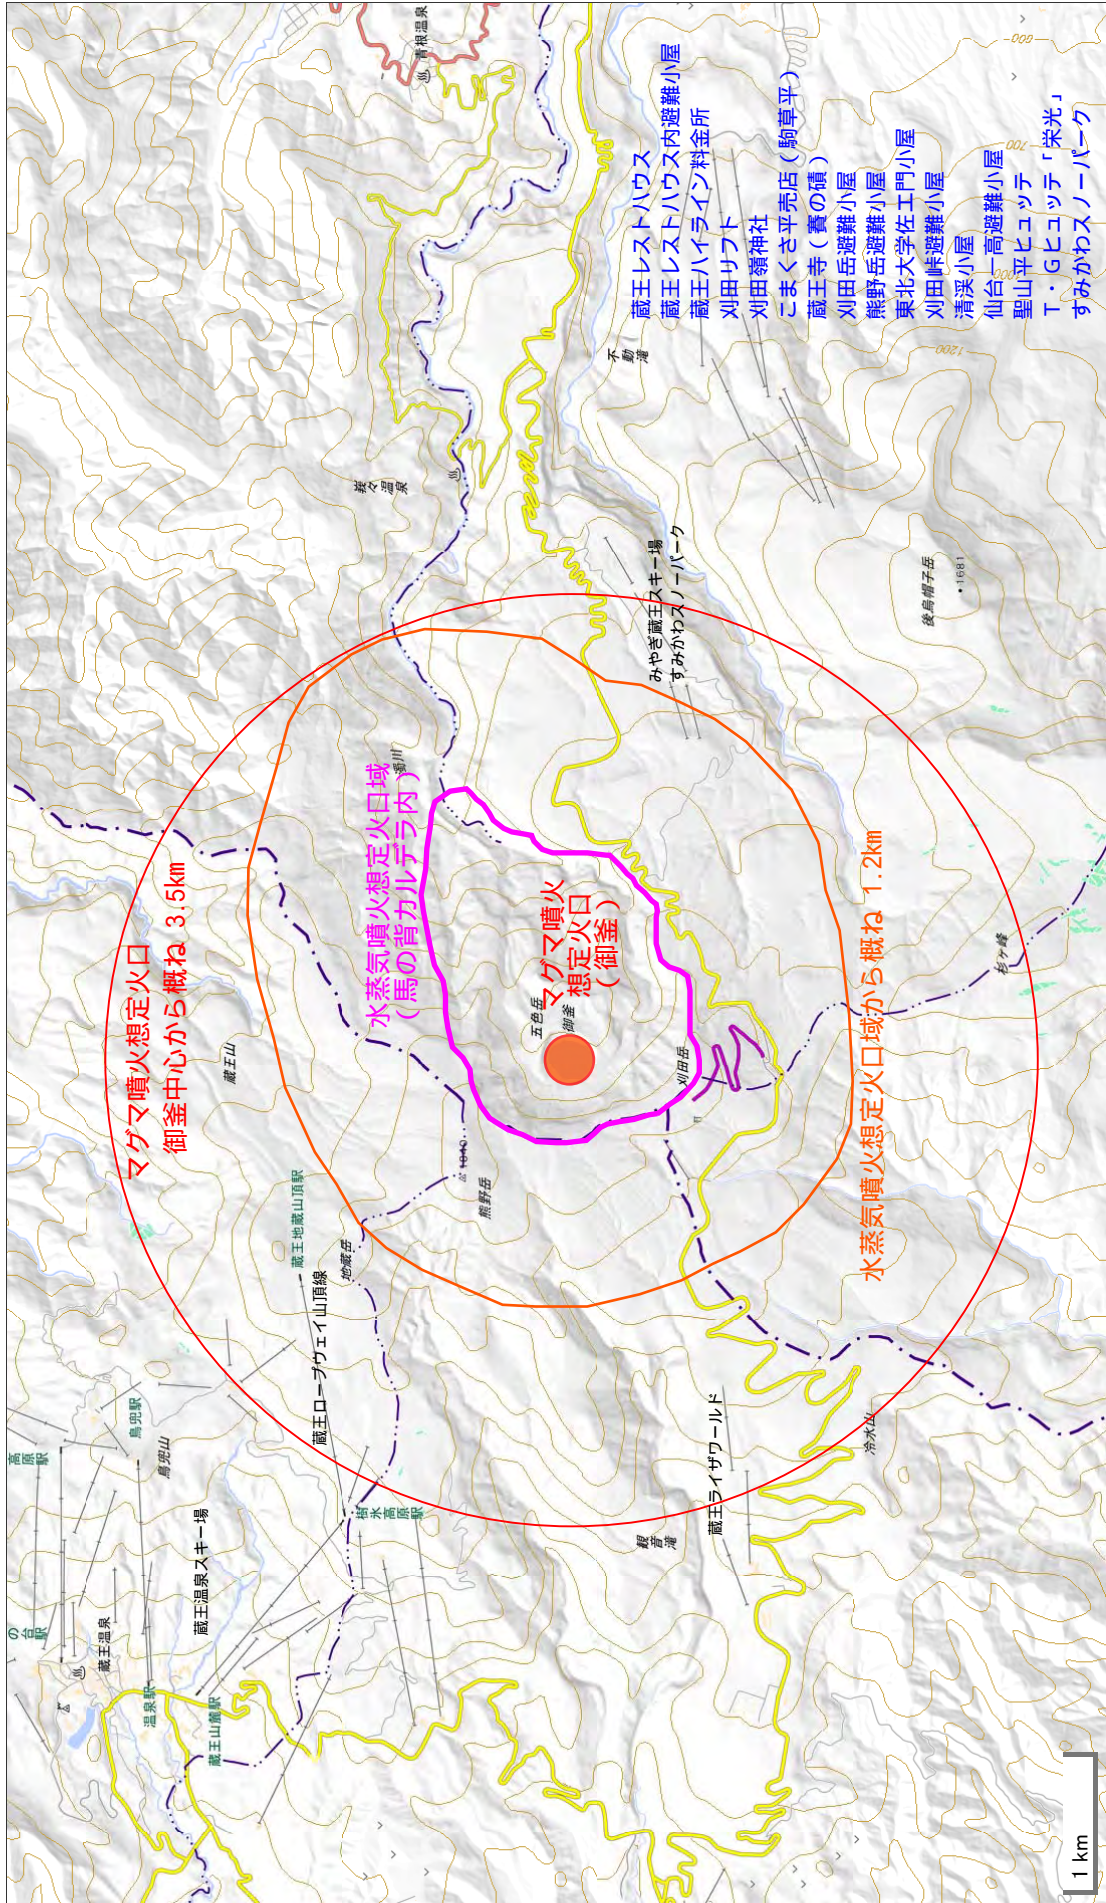 マグマ噴火想定火口
御釜中心から概ね 3.5km
水蒸気噴火想定火口域
（馬の背カルデラ内）
マグマ噴火
想定火口
（御釜）
水蒸気噴火想定火口域から概ね 1.2km
蔵王レストハウス
蔵王レストハウス内避難小屋
蔵王ハイライン料金所
刈田リフト
刈田嶺神社
こまくさ平売店（駒草平）
蔵王寺（賽の磧）
刈田岳避難小屋
熊野岳避難小屋
東北大学佐エ門小屋
刈田峠避難小屋
清渓小屋
仙台一高避難小屋
聖山平ヒュッテ
T・Gヒュッテ「栄光」
すみかわスノーパーク
みやぎ蔵王スキー場
すみかわスノーパーク
蔵王ロープウェイ山頂線
蔵王ライザワールド
蔵王温泉スキー場
蔵王温泉
高原駅
の台駅
鳥兜駅
鳥兜山
温泉駅
蔵王山麓駅
樹氷高原駅
蔵王地蔵山頂駅
地蔵岳
熊野岳
1840
蔵王山
五色岳
御釜
刈田岳
濁川
峩々温泉
青根温泉
不動滝
後烏帽子岳
1681
杉ヶ峰
冷水山
観音滝
600
700
1000
1200
1 km